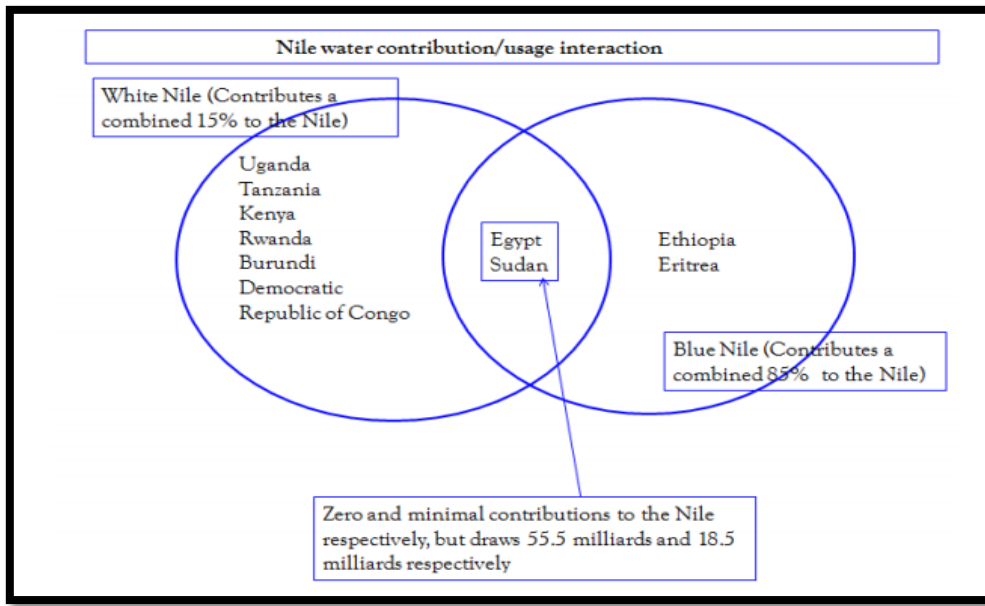 Nile water contribution/usage interaction
White Nile (Contributes a
combined 15% to the Nile)
Uganda
Tanzania
Kenya
Rwanda
Burundi
Democratic
Republic of Congo
Egypt
Sudan
Ethiopia
Eritrea
Blue Nile (Contributes a
combined 85% to the Nile)
Zero and minimal contributions to the Nile
respectively, but draws 55.5 milliards and 18.5
milliards respectively